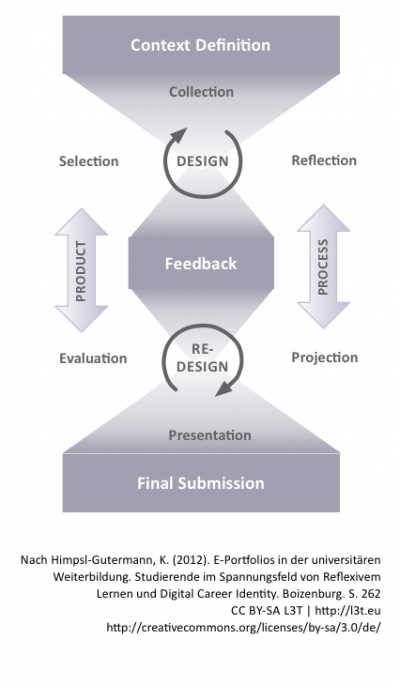 Context Definition
Collection
Selection
DESIGN
Reflection
PRODUCT
Feedback
PROCESS
Evaluation
RE-
DESIGN
Projection
Presentation
Final Submission
Nach Himpsl-Gutermann, K. (2012). E-Portfolios in der universitären
Weiterbildung. Studierende im Spannungsfeld von Reflexivem
Lernen und Digital Career Identity. Boizenburg. S. 262
CC BY-SA L3T | http://l3t.eu
http://creativecommons.org/licenses/by-sa/3.0/de/